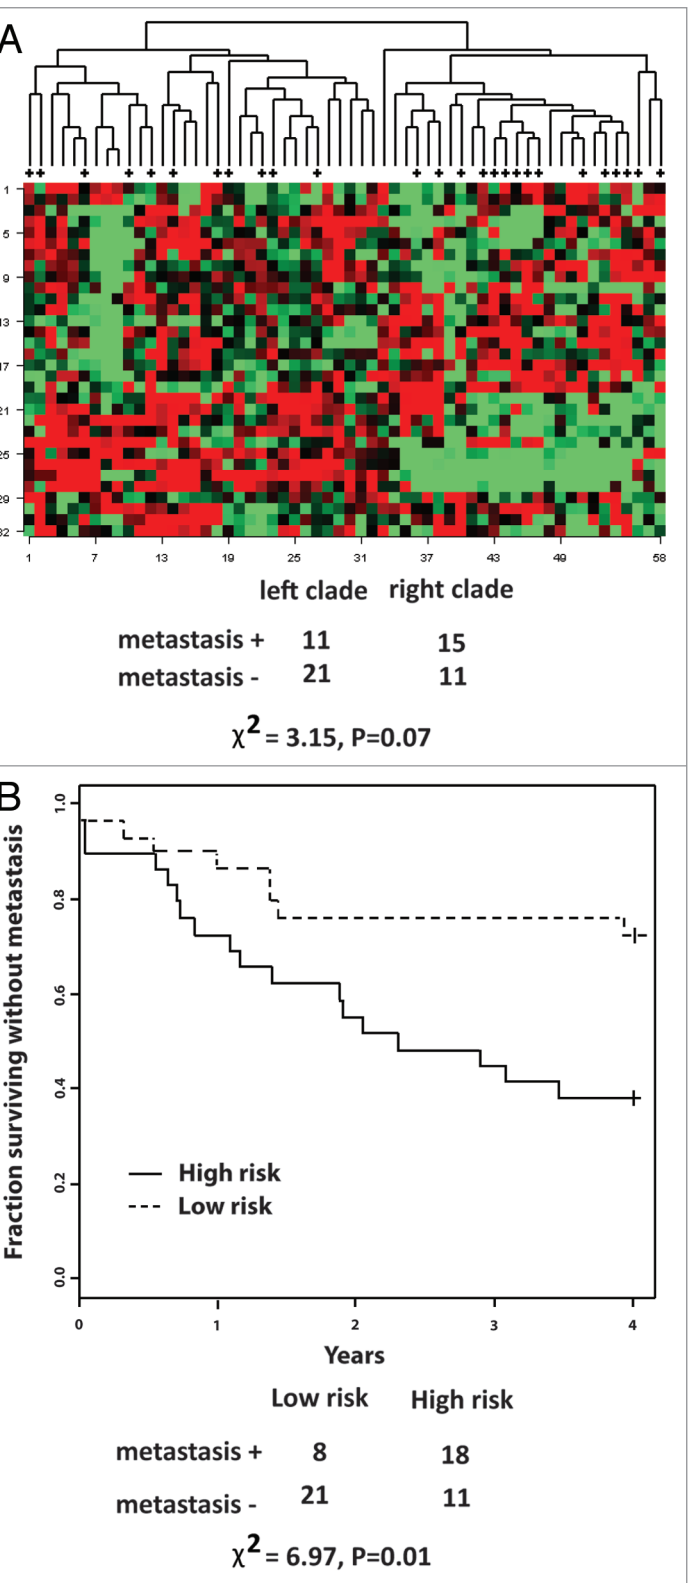 A
1
5
9
13
17
21
25
29
32
1 7 13 19 25 31 37 43 49 58
left clade right clade
metastasis + 11 15
metastasis - 21 11
χ2 = 3.15, P=0.07
B
Fraction surviving without metastasis
1.0
0.8
0.6
0.4
0.2
0.0
High risk
Low risk
0 1 2 3 4
Years
Low risk High risk
metastasis + 8 18
metastasis - 21 11
χ2 = 6.97, P=0.01